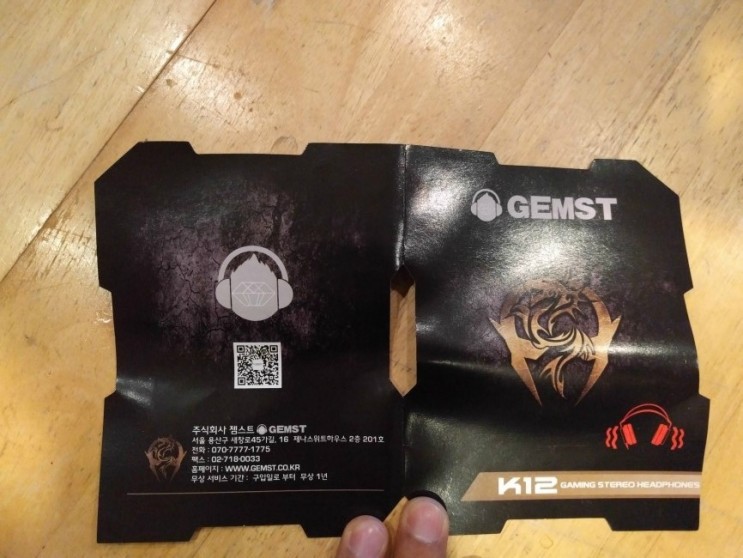 주식회사 젬스트 GEMST
서울 용산구 새창로45가길, 16 제나스위트하우스 2층 201호
전화 : 070-7777-1775
팩스 : 02-718-0033
홈페이지 : WWW.GEMST.CO.KR
무상 서비스 기간 : 구입일로 부터 무상 1년
GEMST
K12 GAMING STEREO HEADPHONES